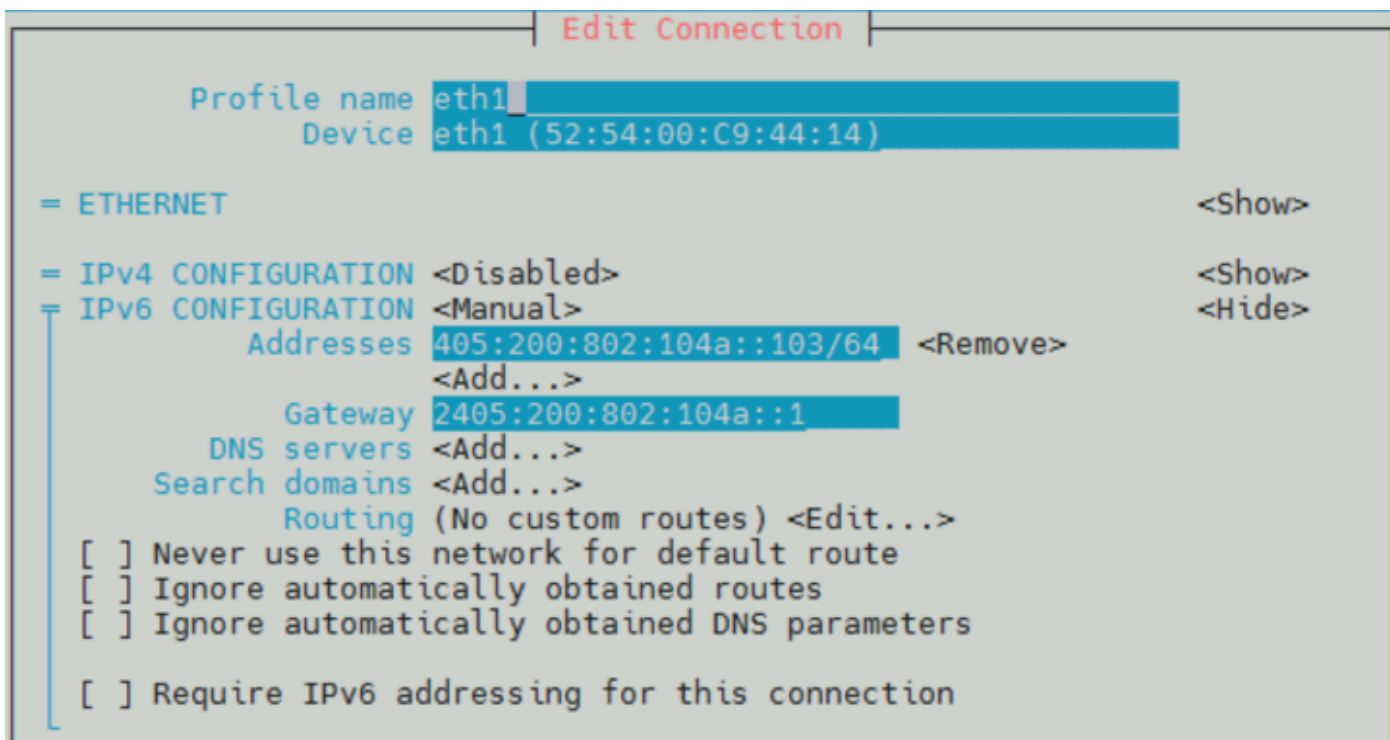 Edit Connection
Profile name eth1
Device eth1 (52:54:00:C9:44:14)
= ETHERNET <Show>
= IPv4 CONFIGURATION <Disabled> <Show>
= IPv6 CONFIGURATION <Manual> <Hide>
Addresses 405:200:802:104a::103/64 <Remove>
<Add...>
Gateway 2405:200:802:104a::1
DNS servers <Add...>
Search domains <Add...>
Routing (No custom routes) <Edit...>
[ ] Never use this network for default route
[ ] Ignore automatically obtained routes
[ ] Ignore automatically obtained DNS parameters
[ ] Require IPv6 addressing for this connection